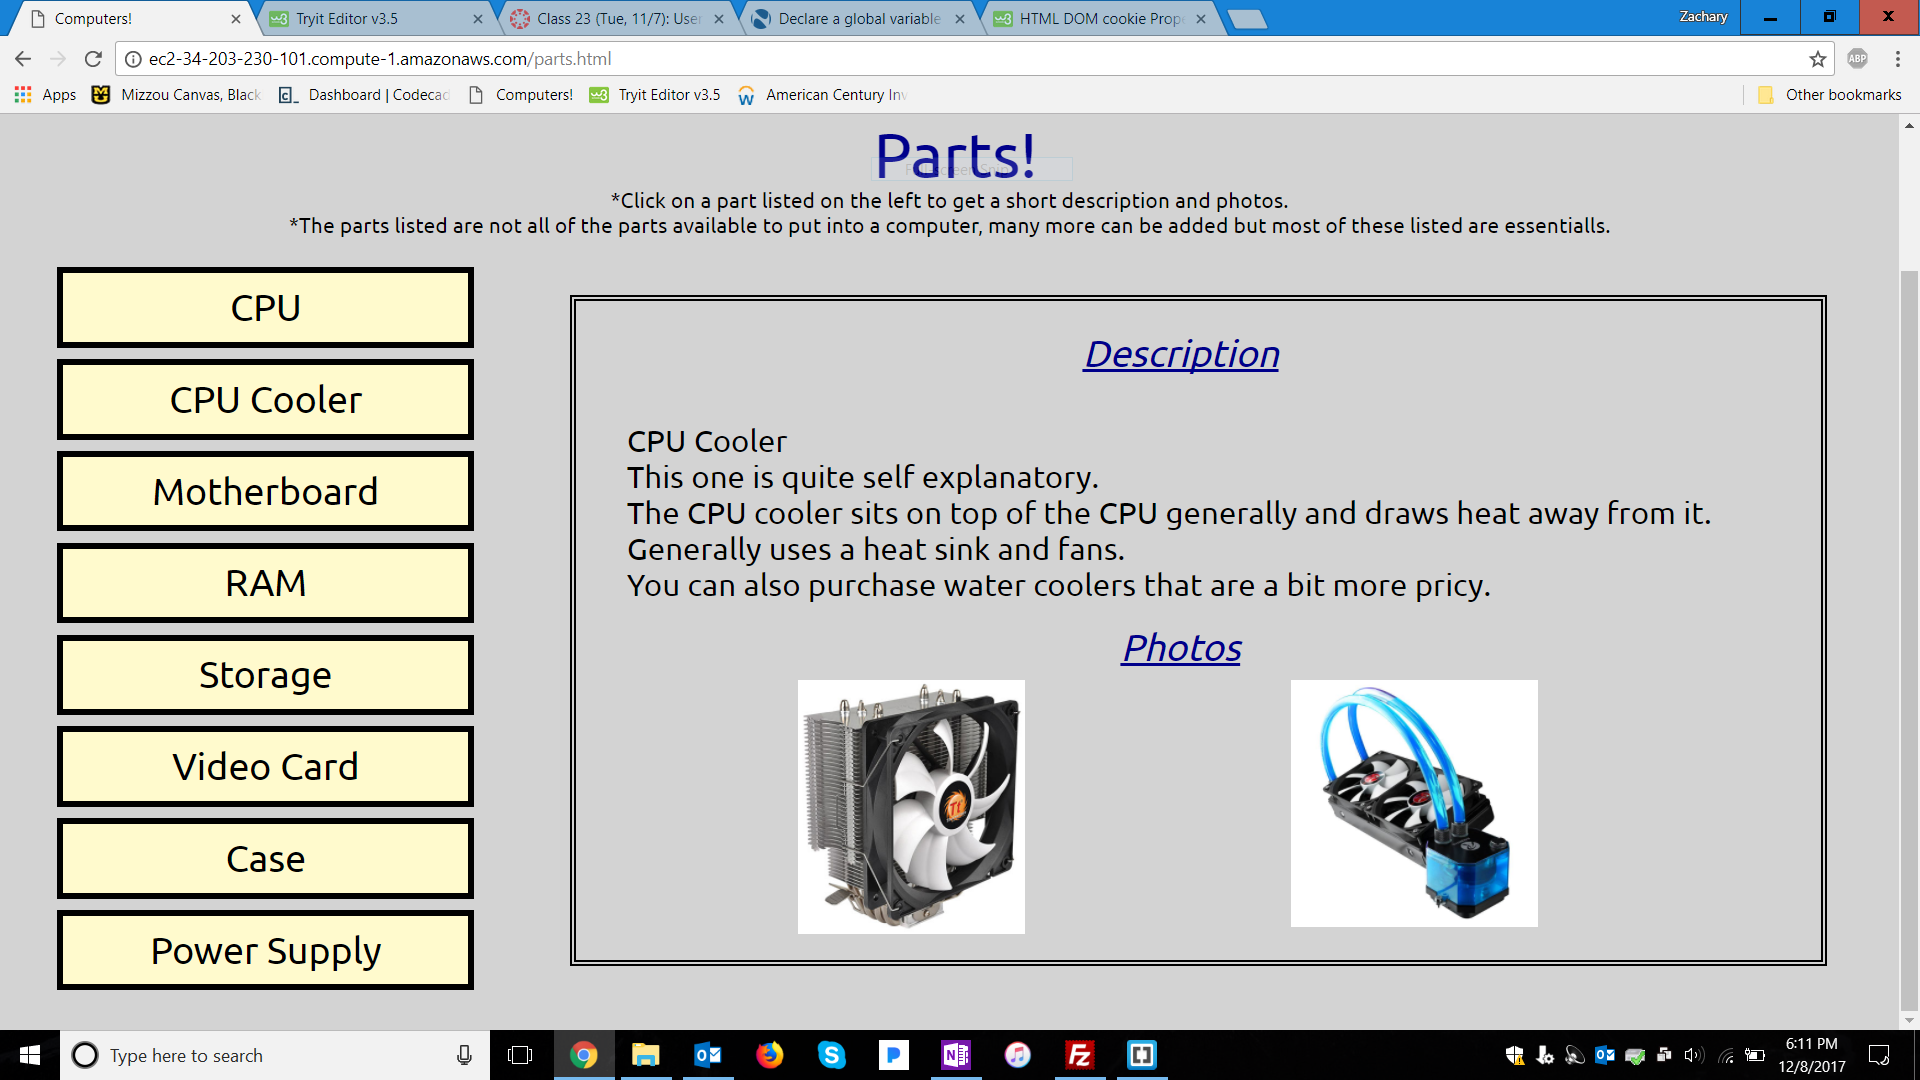 Computers!
Tryit Editor v3.5
Class 23 (Tue, 11/7): User
Declare a global variable
HTML DOM cookie Prope
Zachary
ec2-34-203-230-101.compute-1.amazonaws.com/parts.html
ABP
Apps
Mizzou Canvas, Black
Dashboard | Codecad
Computers!
Tryit Editor v3.5
American Century Inv
Other bookmarks
Parts!
*Click on a part listed on the left to get a short description and photos.
*The parts listed are not all of the parts available to put into a computer, many more can be added but most of these listed are essentialls.
CPU
CPU Cooler
Motherboard
RAM
Storage
Video Card
Case
Power Supply
Description
CPU Cooler
This one is quite self explanatory.
The CPU cooler sits on top of the CPU generally and draws heat away from it.
Generally uses a heat sink and fans.
You can also purchase water coolers that are a bit more pricy.
Photos
Tt
Type here to search
6:11 PM
12/8/2017